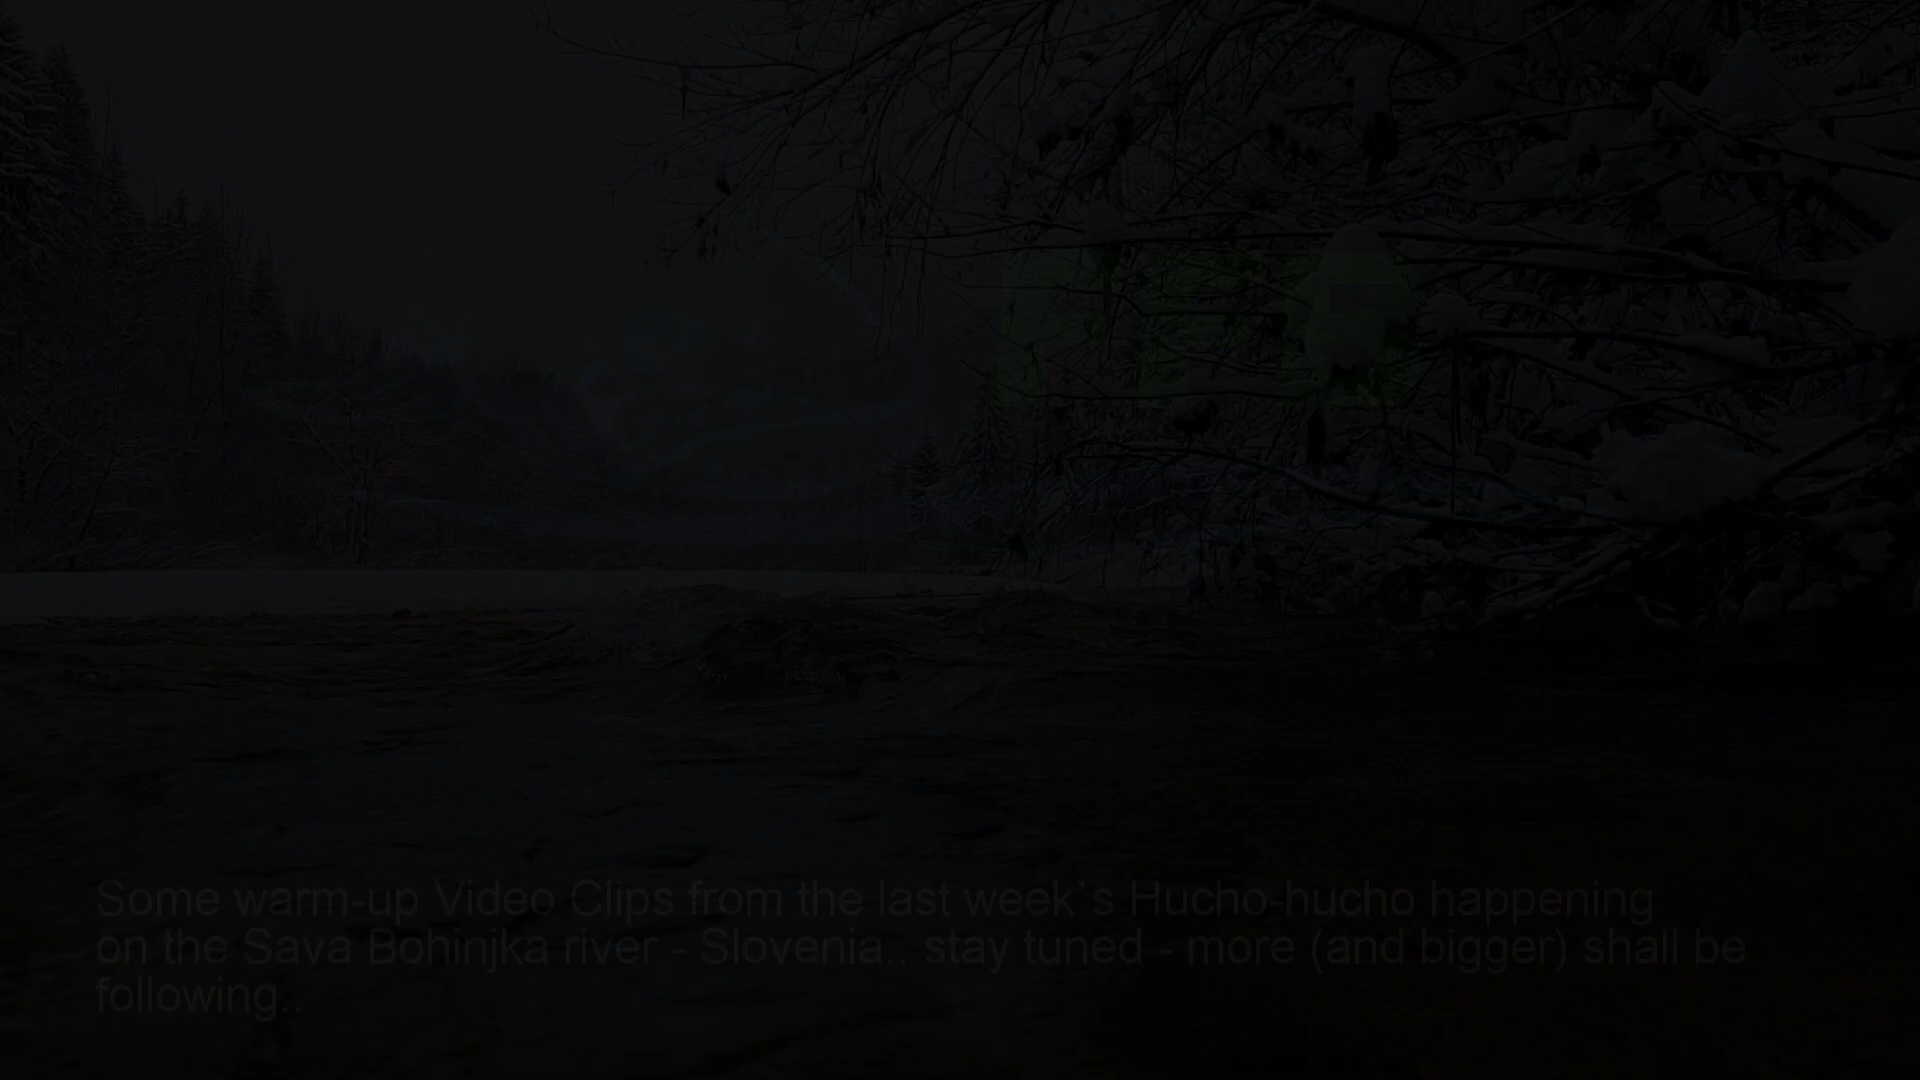 Some warm-up Video Clips from the last week´s Hucho-hucho happening
on the Sava Bohinjka river - Slovenia.. stay tuned - more (and bigger) shall be
following..